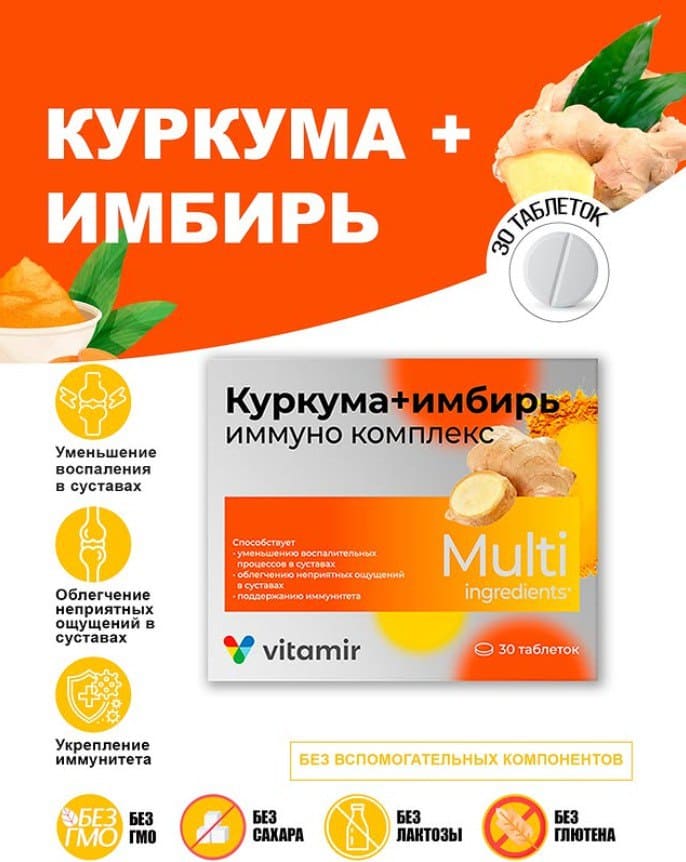 КУРКУМА +
ИМБИРЬ
30 ТАБЛЕТОК
Уменьшение
воспаления
в суставах
Облегчение
неприятных
ощущений в
суставах
Укрепление
иммунитета
Куркума+имбирь
иммуно комплекс
Способствует
- уменьшению воспалительных
процессов в суставах
- облегчению неприятных ощущений
в суставах
- поддержанию иммунитета
Multi
ingredients
vitamir
30 таблеток
БЕЗ ВСПОМОГАТЕЛЬНЫХ КОМПОНЕНТОВ
БЕЗ
ГМО
БЕЗ
ГМО
БЕЗ
САХАРА
БЕЗ
ЛАКТОЗЫ
БЕЗ
ГЛЮТЕНА